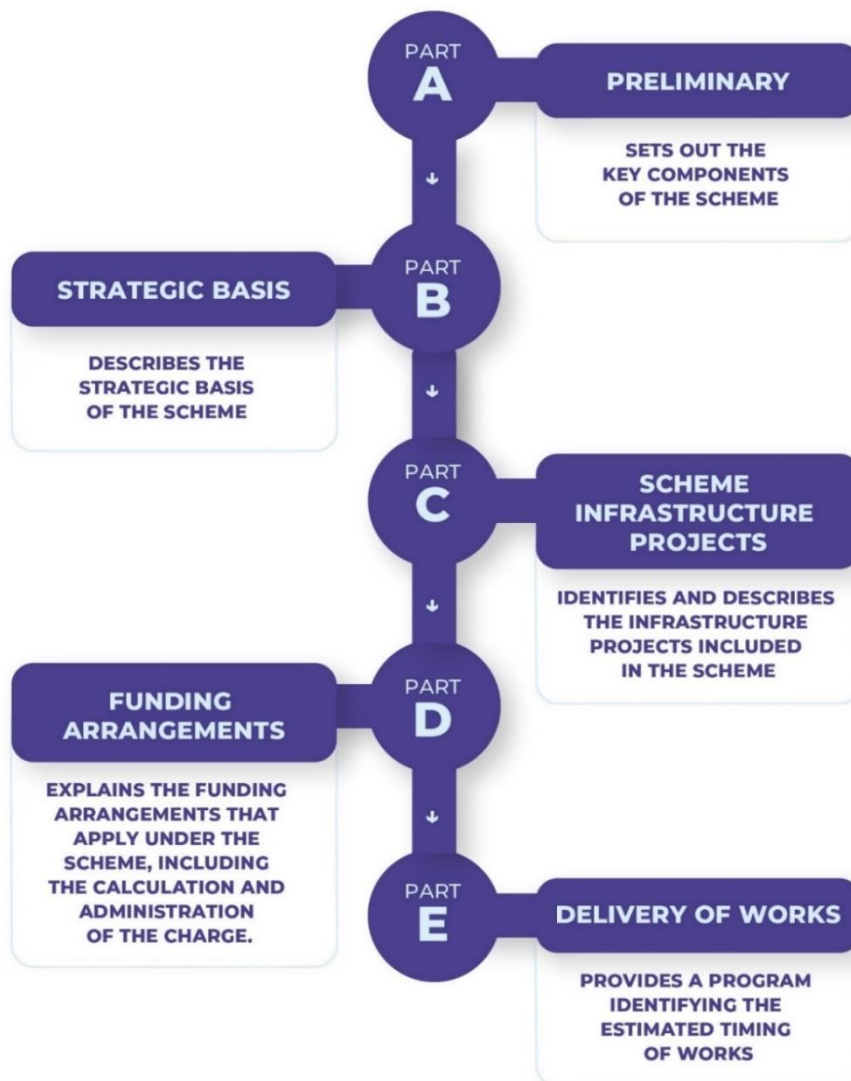 PART
A
PRELIMINARY
SETS OUT THE
KEY COMPONENTS
OF THE SCHEME
PART
B
STRATEGIC BASIS
DESCRIBES THE
STRATEGIC BASIS
OF THE SCHEME
PART
C
SCHEME
INFRASTRUCTURE
PROJECTS
IDENTIFIES AND DESCRIBES
THE INFRASTRUCTURE
PROJECTS INCLUDED
IN THE SCHEME
PART
D
FUNDING
ARRANGEMENTS
EXPLAINS THE FUNDING
ARRANGEMENTS THAT
APPLY UNDER THE
SCHEME, INCLUDING
THE CALCULATION AND
ADMINISTRATION
OF THE CHARGE.
PART
E
DELIVERY OF WORKS
PROVIDES A PROGRAM
IDENTIFYING THE
ESTIMATED TIMING
OF WORKS